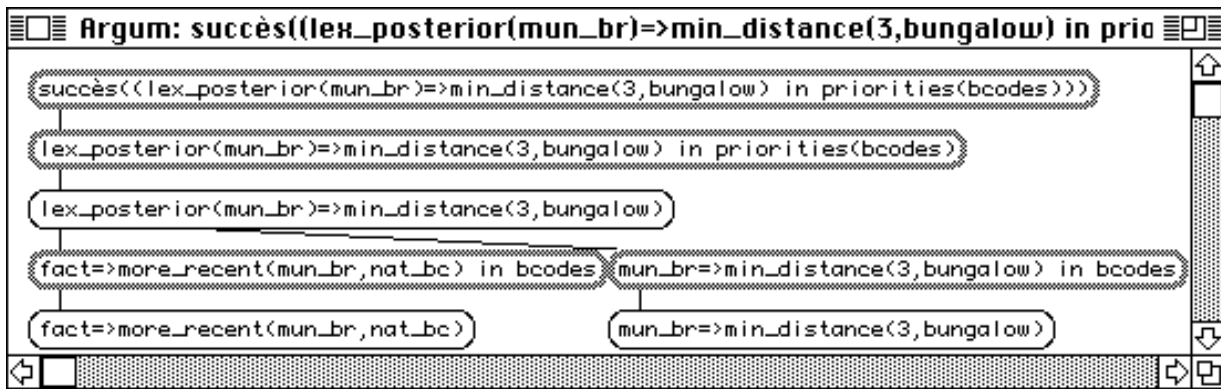 Argum: succès((lex_posterior(mun_br)=>min_distance(3,bungalow) in prio
succès((lex_posterior(mun_br)=>min_distance(3,bungalow) in priorities(bcodes)))
lex_posterior(mun_br)=>min_distance(3,bungalow) in priorities(bcodes)
lex_posterior(mun_br)=>min_distance(3,bungalow)
fact=>more_recent(mun_br,nat_bc) in bcodes mun_br=>min_distance(3,bungalow) in bcodes
fact=>more_recent(mun_br,nat_bc) mun_br=>min_distance(3,bungalow)